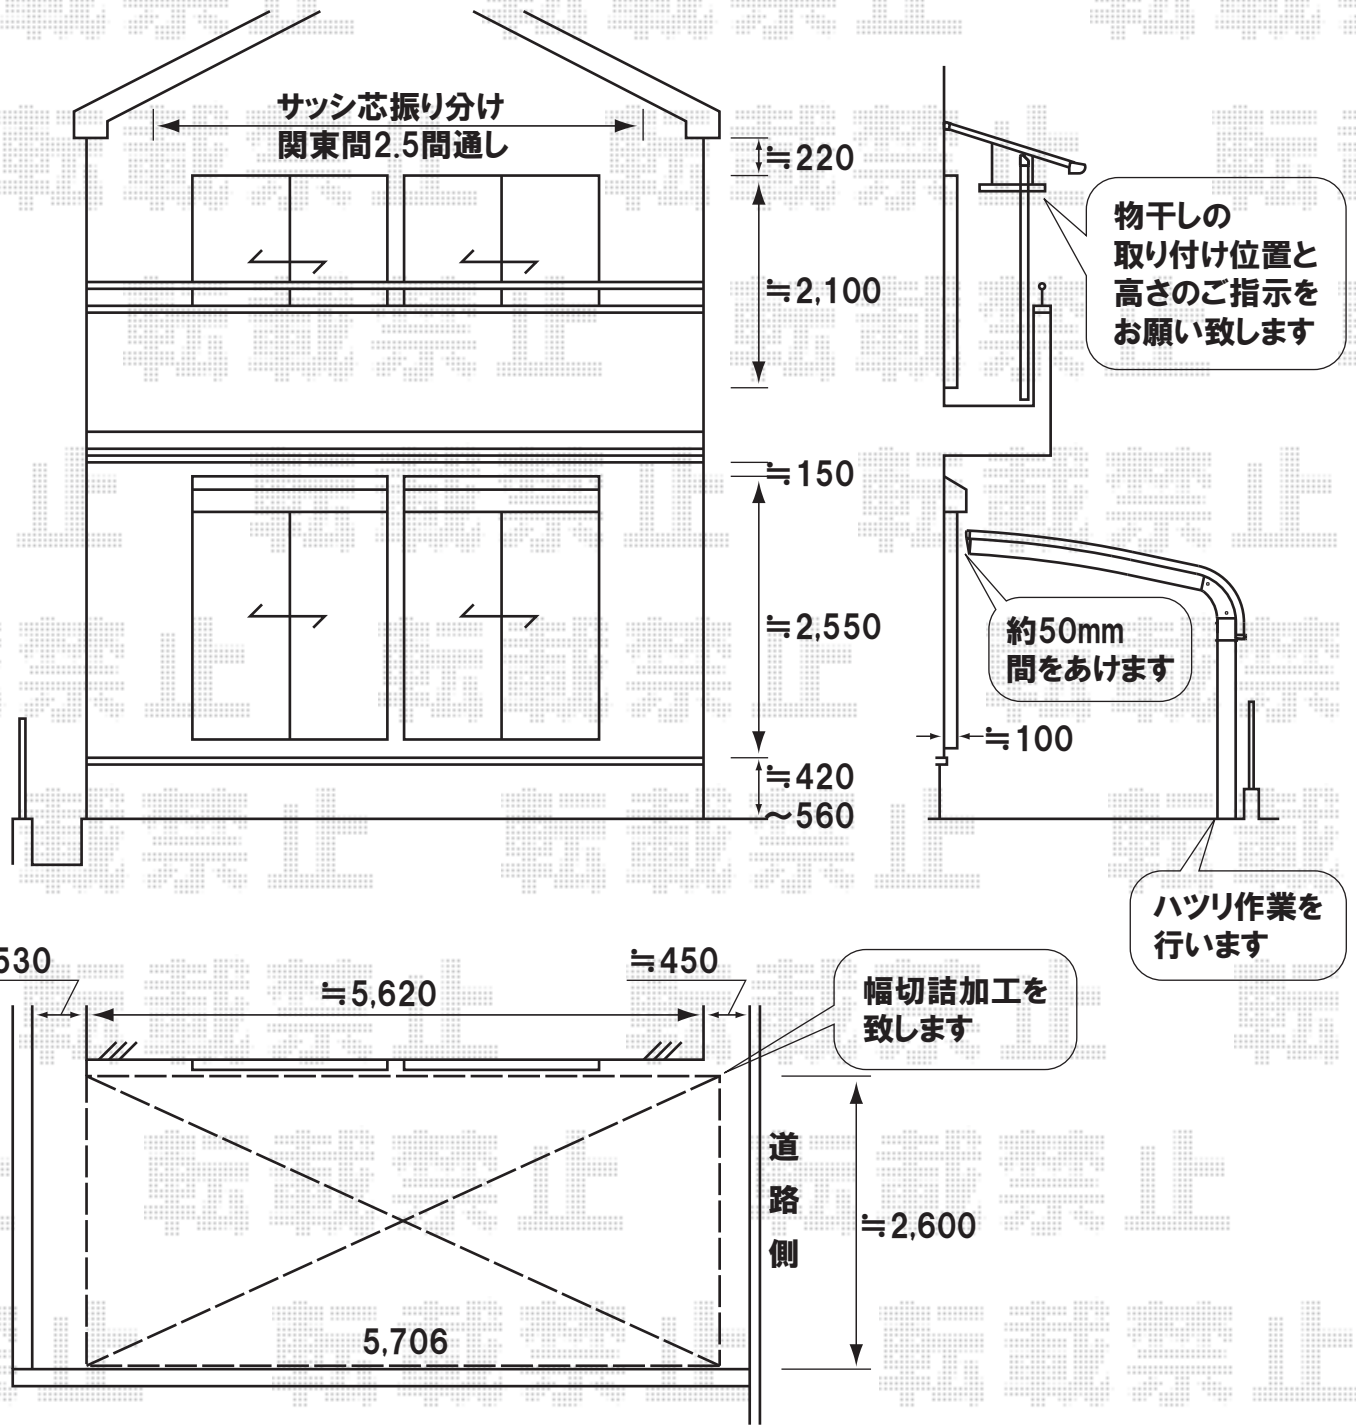 サッシ芯振り分け
関東間2.5間通し
≒220
≒2,100
物干しの
取り付け位置と
高さのご指示を
お願い致します
≒150
≒2,550
約50mm
間をあけます
≒100
≒420
～560
ハツリ作業を
行います
530
≒5,620
≒450
幅切詰加工を
致します
道路側
≒2,600
5,706
転載禁止